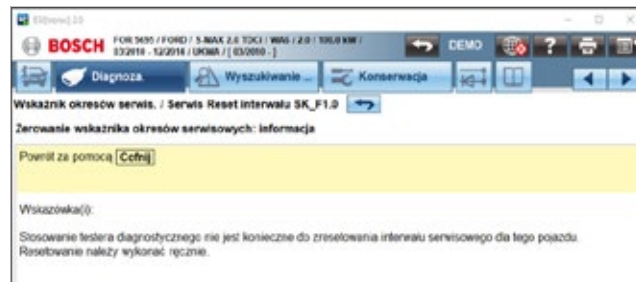 ESI[tronic] 2.0
BOSCH
FOR 5695 / FORD / S-MAX 2.0 TDCi / WA6 / 2.0 / 100,0 kW /
03/2010 - 12/2014 / UKWA / [ 03/2010 - ]
DEMO
?
Diagnoza.
Wyszukiwanie ...
Konserwacja
Wskaźnik okresów serwis. / Serwis Reset interwału SK_F1.0
Zerowanie wskaźnika okresów serwisowych: informacja
Powrót za pomocą Cofnij
Wskazówka(i):
Stosowanie testera diagnostycznego nie jest konieczne do zresetowania interwału serwisowego dla tego pojazdu.
Resetowanie należy wykonać ręcznie.